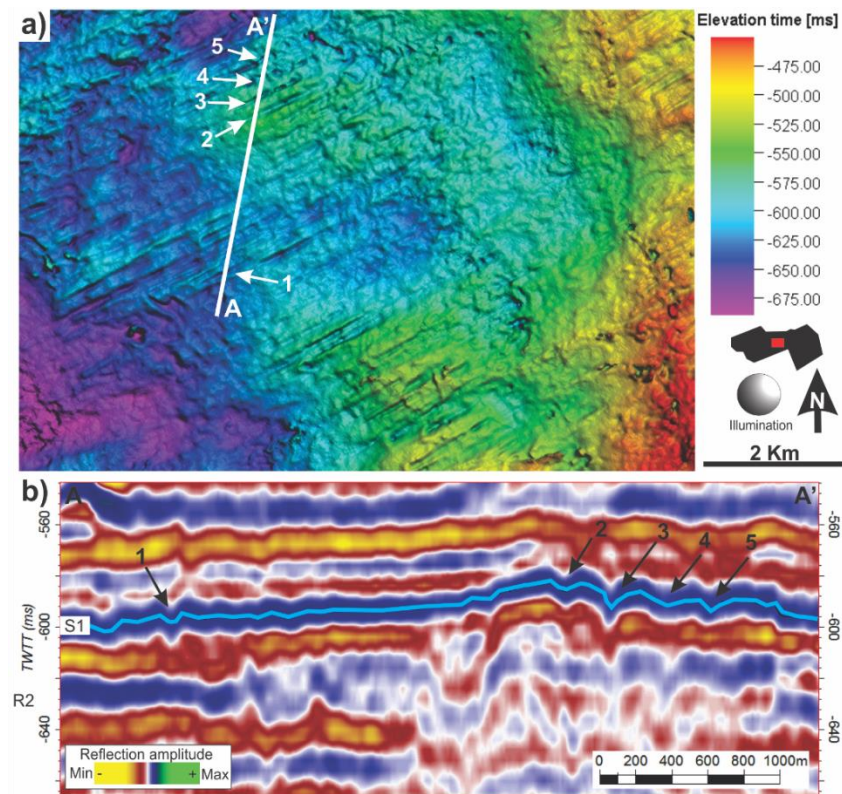 a)
A'
5
4
3
2
1
A
Elevation time [ms]
-475.00
-500.00
-525.00
-550.00
-575.00
-600.00
-625.00
-650.00
-675.00
Illumination
N
2 Km
b)
A
A'
-560
-560
1
2
3
4
5
S1
-600
-600
TWTT (ms)
R2
-640
-640
Reflection amplitude
Min - + Max
0 200 400 600 800 1000m